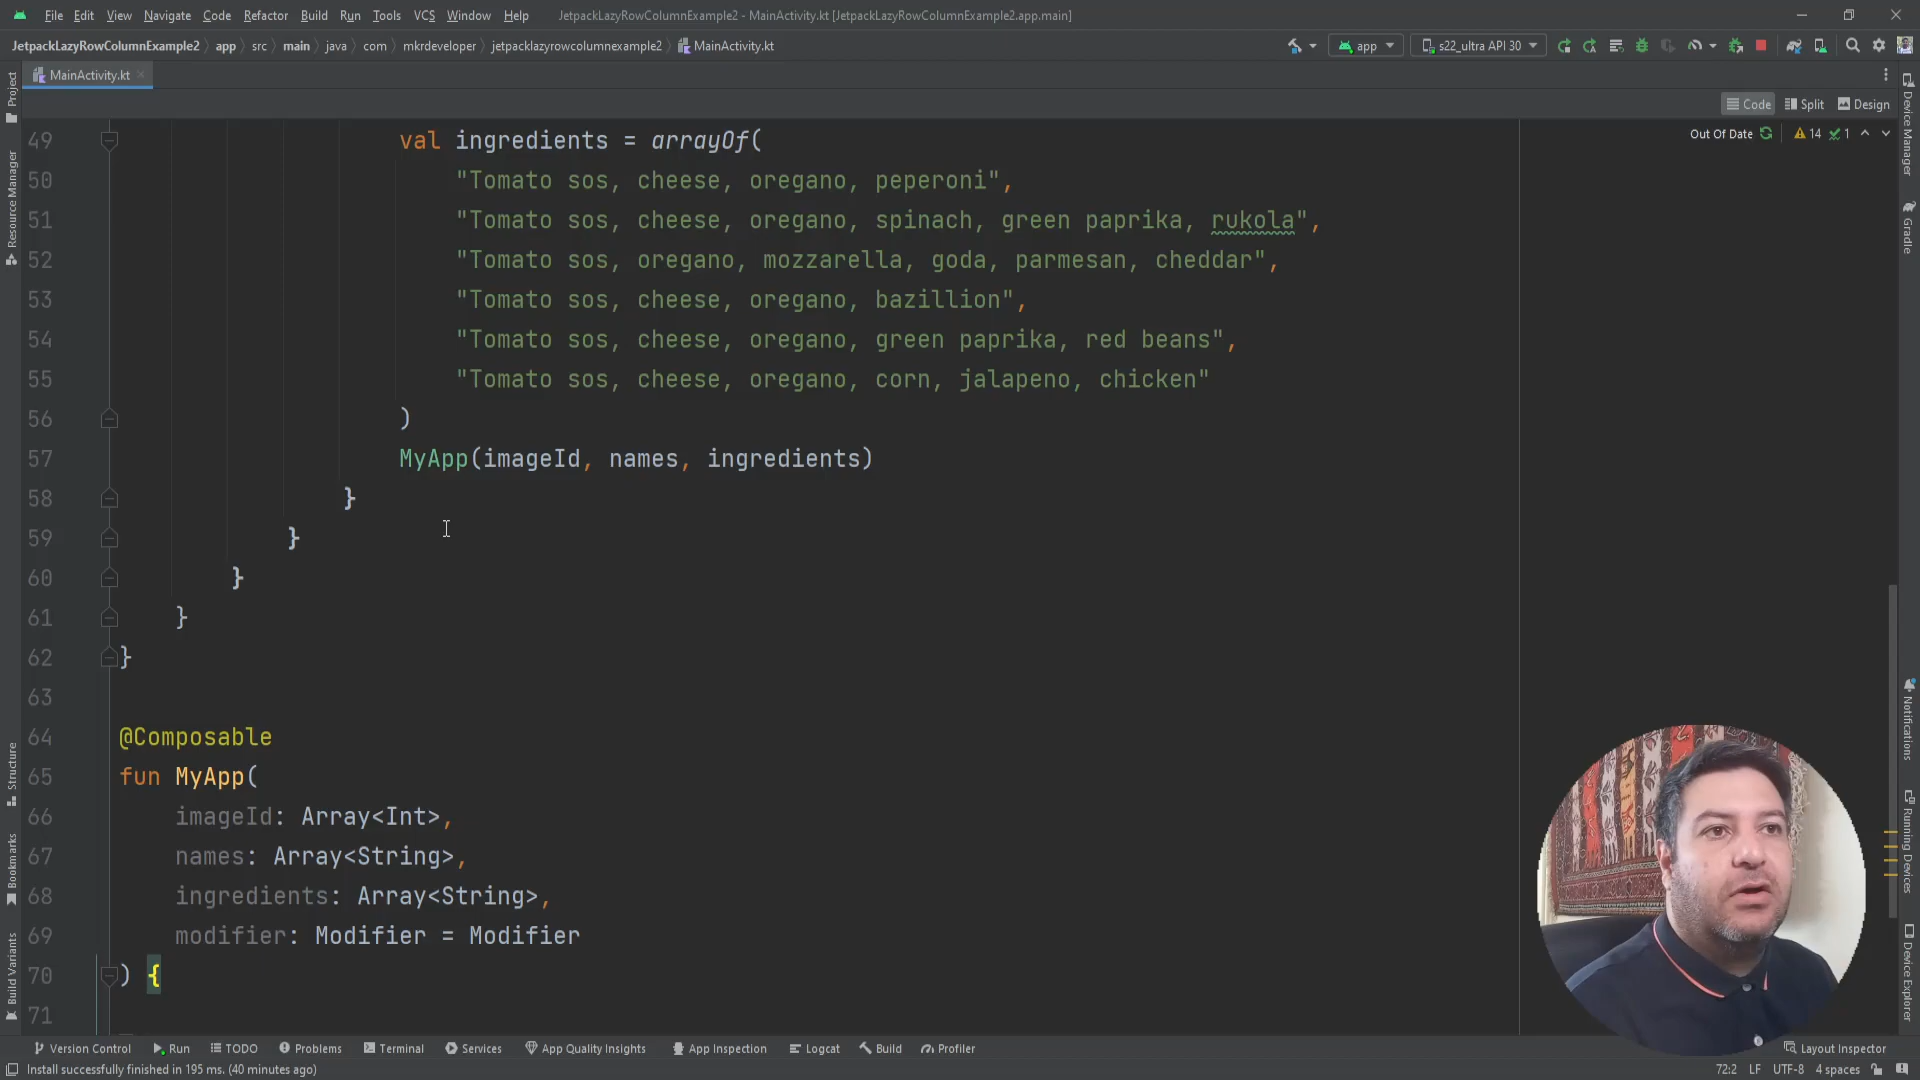 File Edit View Navigate Code Refactor Build Run Tools VCS Window Help JetpackLazyRowColumnExample2 - MainActivity.kt [JetpackLazyRowColumnExample2.app.main]
JetpackLazyRowColumnExample2 app src main java com mkrdeveloper jetpacklazyrowcolumnexample2 MainActivity.kt app s22_ultra API 30
MainActivity.kt
Code Split Design
Out Of Date 14 1
49 val ingredients = arrayOf(
50 "Tomato sos, cheese, oregano, peperoni",
51 "Tomato sos, cheese, oregano, spinach, green paprika, rukola",
52 "Tomato sos, oregano, mozzarella, goda, parmesan, cheddar",
53 "Tomato sos, cheese, oregano, bazillion",
54 "Tomato sos, cheese, oregano, green paprika, red beans",
55 "Tomato sos, cheese, oregano, corn, jalapeno, chicken"
56 )
57 MyApp(imageId, names, ingredients)
58 }
59 }
60 }
61 }
62 }
63
64 @Composable
65 fun MyApp(
66 imageId: Array<Int>,
67 names: Array<String>,
68 ingredients: Array<String>,
69 modifier: Modifier = Modifier
70 ) {
71
Project
Resource Manager
Structure
Bookmarks
Build Variants
Device Manager
Gradle
Notifications
Running Devices
Device Explorer
Version Control Run TODO Problems Terminal Services App Quality Insights App Inspection Logcat Build Profiler Layout Inspector
Install successfully finished in 195 ms. (40 minutes ago) 72:2 LF UTF-8 4 spaces